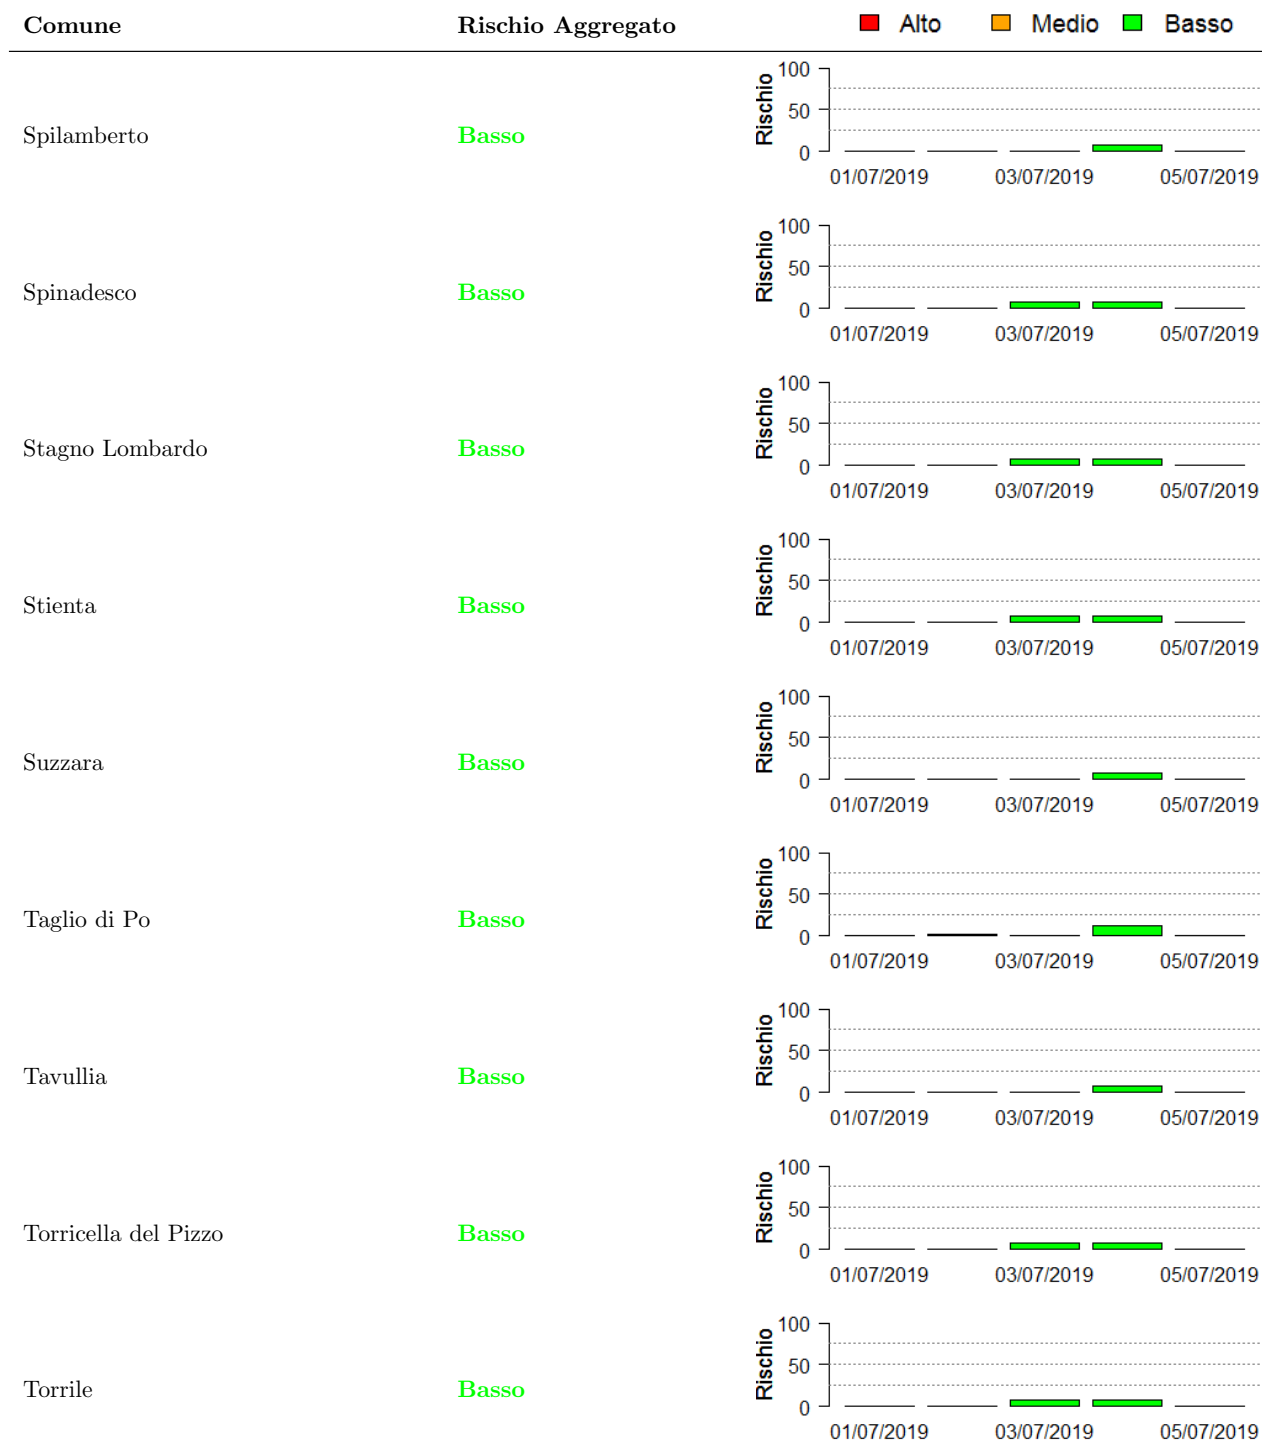 Comune Rischio Aggregato Alto Medio Basso
100
50
0
Rischio
Spilamberto Basso
01/07/2019 03/07/2019 05/07/2019
100
50
0
Rischio
Spinadesco Basso
01/07/2019 03/07/2019 05/07/2019
100
50
0
Rischio
Stagno Lombardo Basso
01/07/2019 03/07/2019 05/07/2019
100
50
0
Rischio
Stienta Basso
01/07/2019 03/07/2019 05/07/2019
100
50
0
Rischio
Suzzara Basso
01/07/2019 03/07/2019 05/07/2019
100
50
0
Rischio
Taglio di Po Basso
01/07/2019 03/07/2019 05/07/2019
100
50
0
Rischio
Tavullia Basso
01/07/2019 03/07/2019 05/07/2019
100
50
0
Rischio
Torricella del Pizzo Basso
01/07/2019 03/07/2019 05/07/2019
100
50
0
Rischio
Torrile Basso
01/07/2019 03/07/2019 05/07/2019